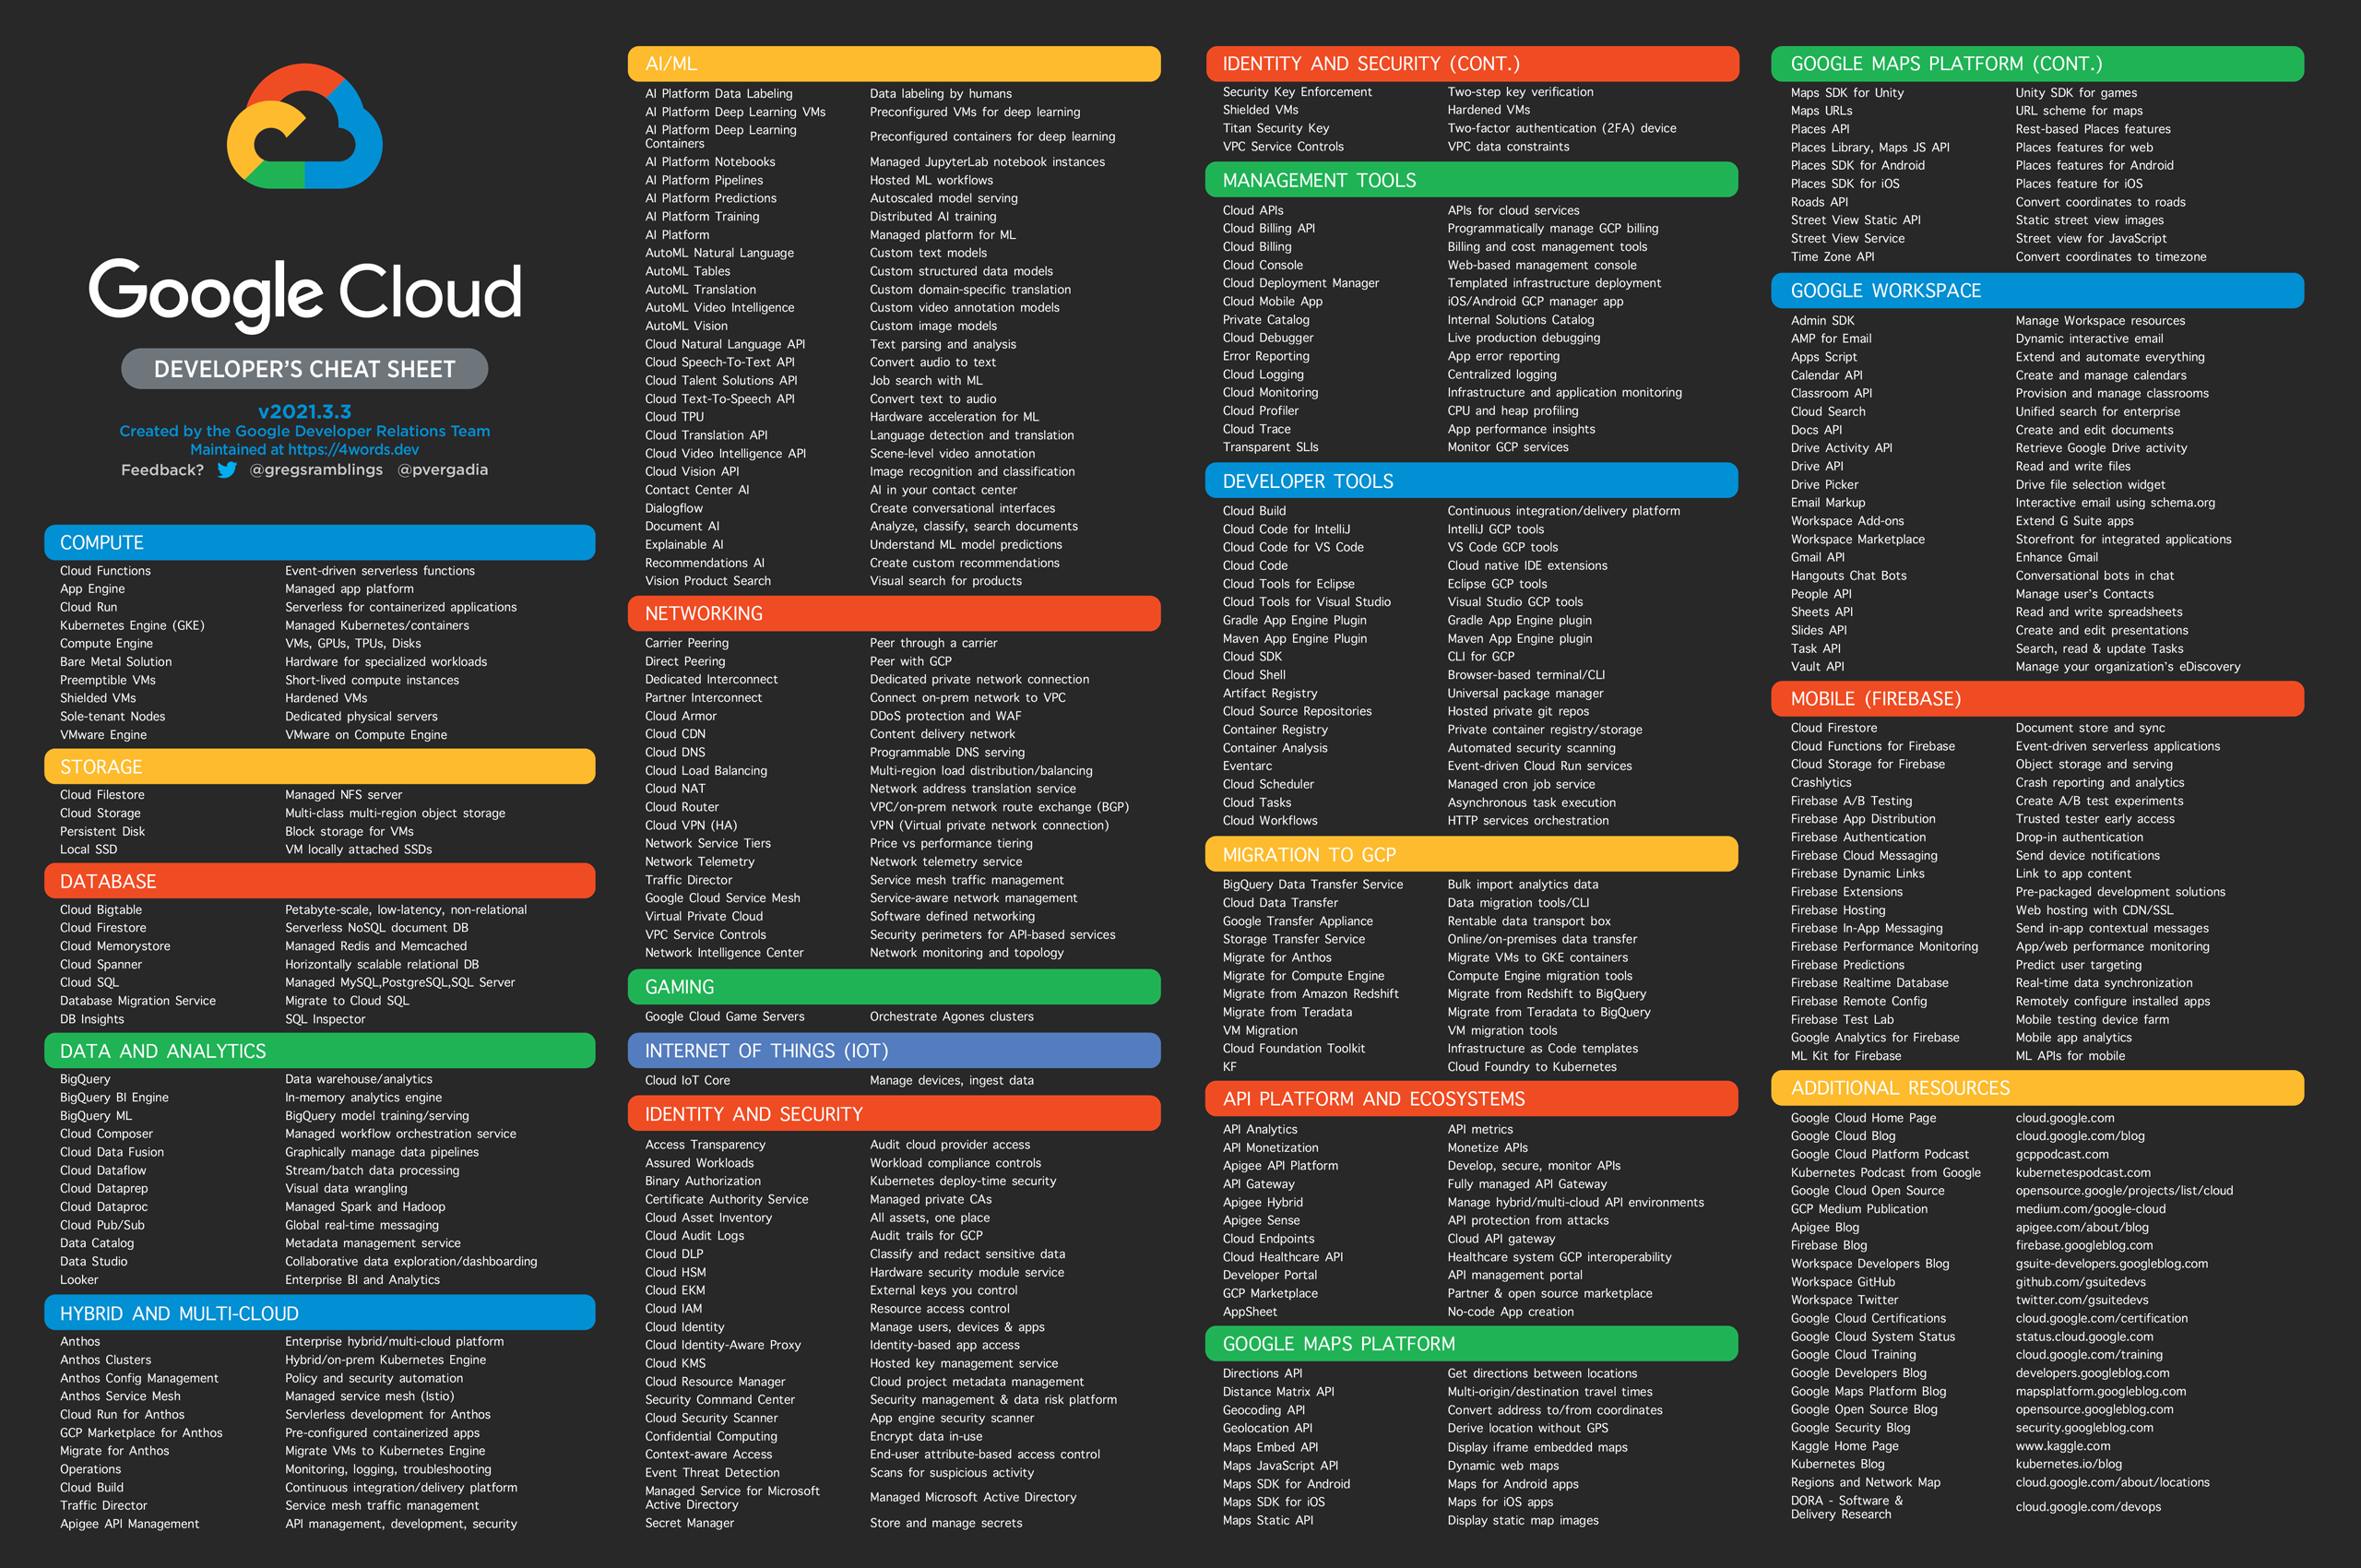 Google Cloud
DEVELOPER'S CHEAT SHEET
v2021.3.3
Created by the Google Developer Relations Team
Maintained at https://4words.dev
Feedback? @gregsramblings @pvergadia
COMPUTE
Cloud Functions Event-driven serverless functions
App Engine Managed app platform
Cloud Run Serverless for containerized applications
Kubernetes Engine (GKE) Managed Kubernetes/containers
Compute Engine VMs, GPUs, TPUs, Disks
Bare Metal Solution Hardware for specialized workloads
Preemptible VMs Short-lived compute instances
Shielded VMs Hardened VMs
Sole-tenant Nodes Dedicated physical servers
VMware Engine VMware on Compute Engine
STORAGE
Cloud Filestore Managed NFS server
Cloud Storage Multi-class multi-region object storage
Persistent Disk Block storage for VMs
Local SSD VM locally attached SSDs
DATABASE
Cloud Bigtable Petabyte-scale, low-latency, non-relational
Cloud Firestore Serverless NoSQL document DB
Cloud Memorystore Managed Redis and Memcached
Cloud Spanner Horizontally scalable relational DB
Cloud SQL Managed MySQL,PostgreSQL,SQL Server
Database Migration Service Migrate to Cloud SQL
DB Insights SQL Inspector
DATA AND ANALYTICS
BigQuery Data warehouse/analytics
BigQuery BI Engine In-memory analytics engine
BigQuery ML BigQuery model training/serving
Cloud Composer Managed workflow orchestration service
Cloud Data Fusion Graphically manage data pipelines
Cloud Dataflow Stream/batch data processing
Cloud Dataprep Visual data wrangling
Cloud Dataproc Managed Spark and Hadoop
Cloud Pub/Sub Global real-time messaging
Data Catalog Metadata management service
Data Studio Collaborative data exploration/dashboarding
Looker Enterprise BI and Analytics
HYBRID AND MULTI-CLOUD
Anthos Enterprise hybrid/multi-cloud platform
Anthos Clusters Hybrid/on-prem Kubernetes Engine
Anthos Config Management Policy and security automation
Anthos Service Mesh Managed service mesh (Istio)
Cloud Run for Anthos Servlerless development for Anthos
GCP Marketplace for Anthos Pre-configured containerized apps
Migrate for Anthos Migrate VMs to Kubernetes Engine
Operations Monitoring, logging, troubleshooting
Cloud Build Continuous integration/delivery platform
Traffic Director Service mesh traffic management
Apigee API Management API management, development, security
AI/ML
AI Platform Data Labeling Data labeling by humans
AI Platform Deep Learning VMs Preconfigured VMs for deep learning
AI Platform Deep Learning
Containers Preconfigured containers for deep learning
AI Platform Notebooks Managed JupyterLab notebook instances
AI Platform Pipelines Hosted ML workflows
AI Platform Predictions Autoscaled model serving
AI Platform Training Distributed AI training
AI Platform Managed platform for ML
AutoML Natural Language Custom text models
AutoML Tables Custom structured data models
AutoML Translation Custom domain-specific translation
AutoML Video Intelligence Custom video annotation models
AutoML Vision Custom image models
Cloud Natural Language API Text parsing and analysis
Cloud Speech-To-Text API Convert audio to text
Cloud Talent Solutions API Job search with ML
Cloud Text-To-Speech API Convert text to audio
Cloud TPU Hardware acceleration for ML
Cloud Translation API Language detection and translation
Cloud Video Intelligence API Scene-level video annotation
Cloud Vision API Image recognition and classification
Contact Center AI AI in your contact center
Dialogflow Create conversational interfaces
Document AI Analyze, classify, search documents
Explainable AI Understand ML model predictions
Recommendations AI Create custom recommendations
Vision Product Search Visual search for products
NETWORKING
Carrier Peering Peer through a carrier
Direct Peering Peer with GCP
Dedicated Interconnect Dedicated private network connection
Partner Interconnect Connect on-prem network to VPC
Cloud Armor DDoS protection and WAF
Cloud CDN Content delivery network
Cloud DNS Programmable DNS serving
Cloud Load Balancing Multi-region load distribution/balancing
Cloud NAT Network address translation service
Cloud Router VPC/on-prem network route exchange (BGP)
Cloud VPN (HA) VPN (Virtual private network connection)
Network Service Tiers Price vs performance tiering
Network Telemetry Network telemetry service
Traffic Director Service mesh traffic management
Google Cloud Service Mesh Service-aware network management
Virtual Private Cloud Software defined networking
VPC Service Controls Security perimeters for API-based services
Network Intelligence Center Network monitoring and topology
GAMING
Google Cloud Game Servers Orchestrate Agones clusters
INTERNET OF THINGS (IOT)
Cloud IoT Core Manage devices, ingest data
IDENTITY AND SECURITY
Access Transparency Audit cloud provider access
Assured Workloads Workload compliance controls
Binary Authorization Kubernetes deploy-time security
Certificate Authority Service Managed private CAs
Cloud Asset Inventory All assets, one place
Cloud Audit Logs Audit trails for GCP
Cloud DLP Classify and redact sensitive data
Cloud HSM Hardware security module service
Cloud EKM External keys you control
Cloud IAM Resource access control
Cloud Identity Manage users, devices & apps
Cloud Identity-Aware Proxy Identity-based app access
Cloud KMS Hosted key management service
Cloud Resource Manager Cloud project metadata management
Security Command Center Security management & data risk platform
Cloud Security Scanner App engine security scanner
Confidential Computing Encrypt data in-use
Context-aware Access End-user attribute-based access control
Event Threat Detection Scans for suspicious activity
Managed Service for Microsoft
Active Directory Managed Microsoft Active Directory
Secret Manager Store and manage secrets
IDENTITY AND SECURITY (CONT.)
Security Key Enforcement Two-step key verification
Shielded VMs Hardened VMs
Titan Security Key Two-factor authentication (2FA) device
VPC Service Controls VPC data constraints
MANAGEMENT TOOLS
Cloud APIs APIs for cloud services
Cloud Billing API Programmatically manage GCP billing
Cloud Billing Billing and cost management tools
Cloud Console Web-based management console
Cloud Deployment Manager Templated infrastructure deployment
Cloud Mobile App iOS/Android GCP manager app
Private Catalog Internal Solutions Catalog
Cloud Debugger Live production debugging
Error Reporting App error reporting
Cloud Logging Centralized logging
Cloud Monitoring Infrastructure and application monitoring
Cloud Profiler CPU and heap profiling
Cloud Trace App performance insights
Transparent SLIs Monitor GCP services
DEVELOPER TOOLS
Cloud Build Continuous integration/delivery platform
Cloud Code for IntelliJ IntelliJ GCP tools
Cloud Code for VS Code VS Code GCP tools
Cloud Code Cloud native IDE extensions
Cloud Tools for Eclipse Eclipse GCP tools
Cloud Tools for Visual Studio Visual Studio GCP tools
Gradle App Engine Plugin Gradle App Engine plugin
Maven App Engine Plugin Maven App Engine plugin
Cloud SDK CLI for GCP
Cloud Shell Browser-based terminal/CLI
Artifact Registry Universal package manager
Cloud Source Repositories Hosted private git repos
Container Registry Private container registry/storage
Container Analysis Automated security scanning
Eventarc Event-driven Cloud Run services
Cloud Scheduler Managed cron job service
Cloud Tasks Asynchronous task execution
Cloud Workflows HTTP services orchestration
MIGRATION TO GCP
BigQuery Data Transfer Service Bulk import analytics data
Cloud Data Transfer Data migration tools/CLI
Google Transfer Appliance Rentable data transport box
Storage Transfer Service Online/on-premises data transfer
Migrate for Anthos Migrate VMs to GKE containers
Migrate for Compute Engine Compute Engine migration tools
Migrate from Amazon Redshift Migrate from Redshift to BigQuery
Migrate from Teradata Migrate from Teradata to BigQuery
VM Migration VM migration tools
Cloud Foundation Toolkit Infrastructure as Code templates
KF Cloud Foundry to Kubernetes
API PLATFORM AND ECOSYSTEMS
API Analytics API metrics
API Monetization Monetize APIs
Apigee API Platform Develop, secure, monitor APIs
API Gateway Fully managed API Gateway
Apigee Hybrid Manage hybrid/multi-cloud API environments
Apigee Sense API protection from attacks
Cloud Endpoints Cloud API gateway
Cloud Healthcare API Healthcare system GCP interoperability
Developer Portal API management portal
GCP Marketplace Partner & open source marketplace
AppSheet No-code App creation
GOOGLE MAPS PLATFORM
Directions API Get directions between locations
Distance Matrix API Multi-origin/destination travel times
Geocoding API Convert address to/from coordinates
Geolocation API Derive location without GPS
Maps Embed API Display iframe embedded maps
Maps JavaScript API Dynamic web maps
Maps SDK for Android Maps for Android apps
Maps SDK for iOS Maps for iOS apps
Maps Static API Display static map images
GOOGLE MAPS PLATFORM (CONT.)
Maps SDK for Unity Unity SDK for games
Maps URLs URL scheme for maps
Places API Rest-based Places features
Places Library, Maps JS API Places features for web
Places SDK for Android Places features for Android
Places SDK for iOS Places feature for iOS
Roads API Convert coordinates to roads
Street View Static API Static street view images
Street View Service Street view for JavaScript
Time Zone API Convert coordinates to timezone
GOOGLE WORKSPACE
Admin SDK Manage Workspace resources
AMP for Email Dynamic interactive email
Apps Script Extend and automate everything
Calendar API Create and manage calendars
Classroom API Provision and manage classrooms
Cloud Search Unified search for enterprise
Docs API Create and edit documents
Drive Activity API Retrieve Google Drive activity
Drive API Read and write files
Drive Picker Drive file selection widget
Email Markup Interactive email using schema.org
Workspace Add-ons Extend G Suite apps
Workspace Marketplace Storefront for integrated applications
Gmail API Enhance Gmail
Hangouts Chat Bots Conversational bots in chat
People API Manage user's Contacts
Sheets API Read and write spreadsheets
Slides API Create and edit presentations
Task API Search, read & update Tasks
Vault API Manage your organization's eDiscovery
MOBILE (FIREBASE)
Cloud Firestore Document store and sync
Cloud Functions for Firebase Event-driven serverless applications
Cloud Storage for Firebase Object storage and serving
Crashlytics Crash reporting and analytics
Firebase A/B Testing Create A/B test experiments
Firebase App Distribution Trusted tester early access
Firebase Authentication Drop-in authentication
Firebase Cloud Messaging Send device notifications
Firebase Dynamic Links Link to app content
Firebase Extensions Pre-packaged development solutions
Firebase Hosting Web hosting with CDN/SSL
Firebase In-App Messaging Send in-app contextual messages
Firebase Performance Monitoring App/web performance monitoring
Firebase Predictions Predict user targeting
Firebase Realtime Database Real-time data synchronization
Firebase Remote Config Remotely configure installed apps
Firebase Test Lab Mobile testing device farm
Google Analytics for Firebase Mobile app analytics
ML Kit for Firebase ML APIs for mobile
ADDITIONAL RESOURCES
Google Cloud Home Page cloud.google.com
Google Cloud Blog cloud.google.com/blog
Google Cloud Platform Podcast gcppodcast.com
Kubernetes Podcast from Google kubernetespodcast.com
Google Cloud Open Source opensource.google/projects/list/cloud
GCP Medium Publication medium.com/google-cloud
Apigee Blog apigee.com/about/blog
Firebase Blog firebase.googleblog.com
Workspace Developers Blog gsuite-developers.googleblog.com
Workspace GitHub github.com/gsuitedevs
Workspace Twitter twitter.com/gsuitedevs
Google Cloud Certifications cloud.google.com/certification
Google Cloud System Status status.cloud.google.com
Google Cloud Training cloud.google.com/training
Google Developers Blog developers.googleblog.com
Google Maps Platform Blog mapsplatform.googleblog.com
Google Open Source Blog opensource.googleblog.com
Google Security Blog security.googleblog.com
Kaggle Home Page www.kaggle.com
Kubernetes Blog kubernetes.io/blog
Regions and Network Map cloud.google.com/about/locations
DORA - Software &
Delivery Research cloud.google.com/devops